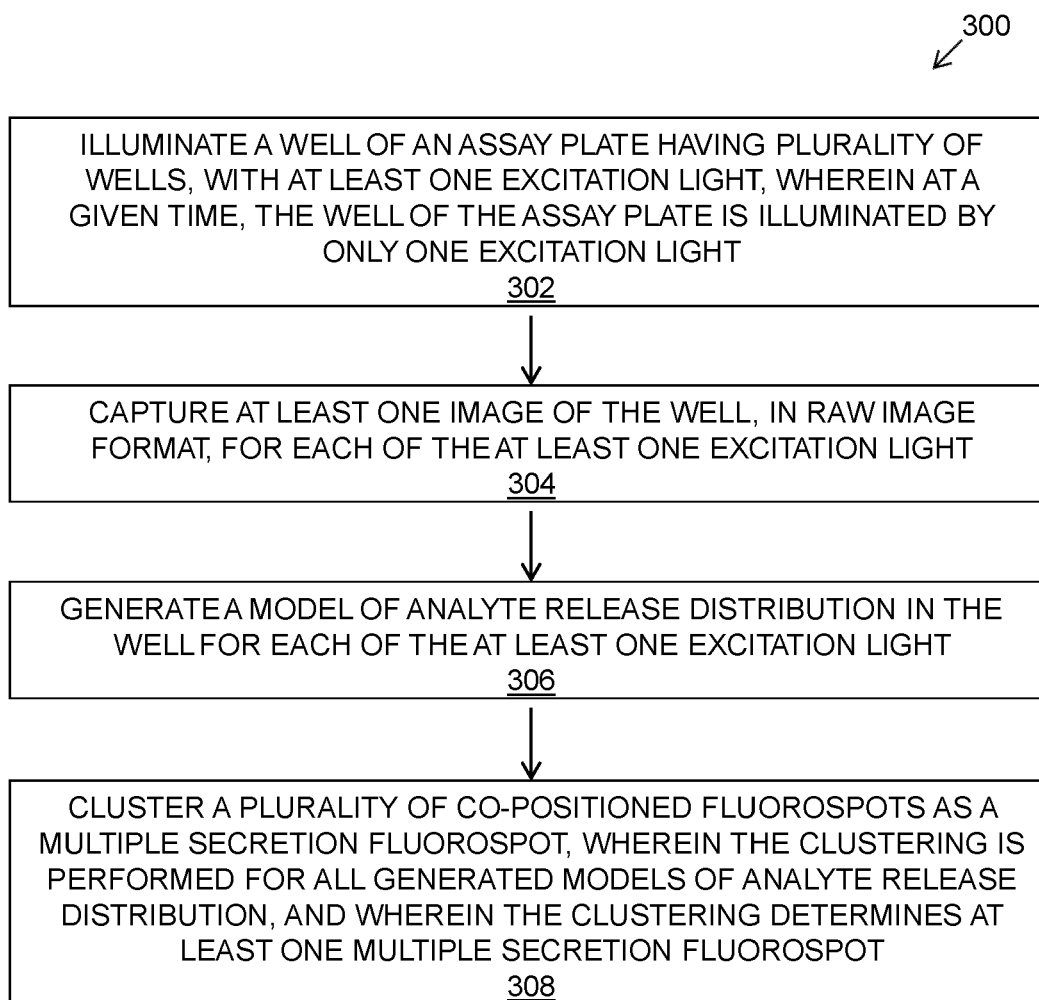 300
ILLUMINATE A WELL OF AN ASSAY PLATE HAVING PLURALITY OF
WELLS, WITH AT LEAST ONE EXCITATION LIGHT, WHEREIN AT A
GIVEN TIME, THE WELL OF THE ASSAY PLATE IS ILLUMINATED BY
ONLY ONE EXCITATION LIGHT
302
CAPTURE AT LEAST ONE IMAGE OF THE WELL, IN RAW IMAGE
FORMAT, FOR EACH OF THE AT LEAST ONE EXCITATION LIGHT
304
GENERATE A MODEL OF ANALYTE RELEASE DISTRIBUTION IN THE
WELL FOR EACH OF THE AT LEAST ONE EXCITATION LIGHT
306
CLUSTER A PLURALITY OF CO-POSITIONED FLUOROSPOTS AS A
MULTIPLE SECRETION FLUOROSPOT, WHEREIN THE CLUSTERING IS
PERFORMED FOR ALL GENERATED MODELS OF ANALYTE RELEASE
DISTRIBUTION, AND WHEREIN THE CLUSTERING DETERMINES AT
LEAST ONE MULTIPLE SECRETION FLUOROSPOT
308